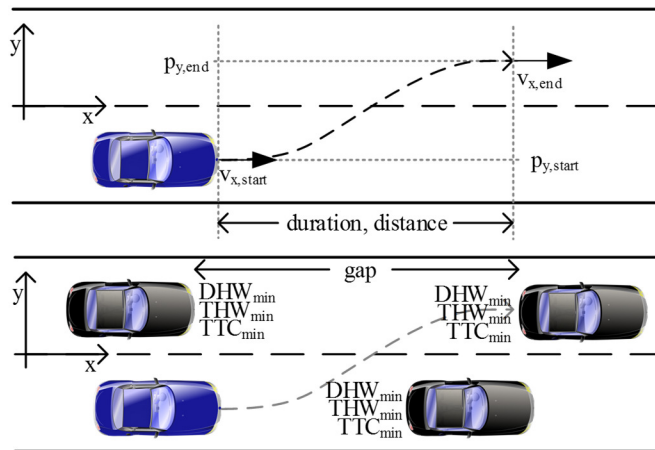 y
p_y,end
v_x,end
x
p_y,start
v_x,start
duration, distance
gap
y
DHW_min
THW_min
TTC_min
DHW_min
THW_min
TTC_min
x
DHW_min
THW_min
TTC_min